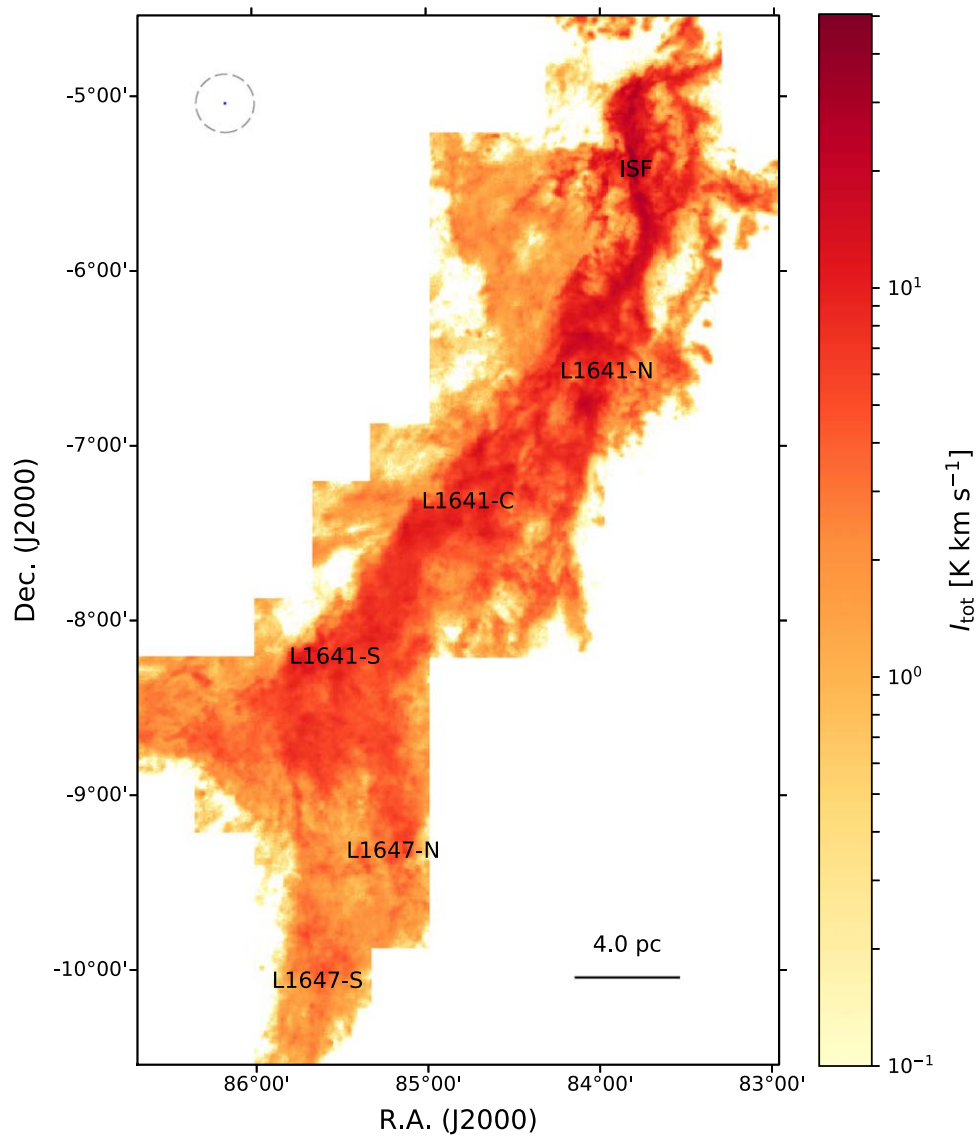 -5°00'
-6°00'
-7°00'
-8°00'
-9°00'
-10°00'
Dec. (J2000)
ISF
L1641-N
L1641-C
L1641-S
L1647-N
L1647-S
4.0 pc
86°00'
85°00'
84°00'
83°00'
R.A. (J2000)
10¹
10⁰
10⁻¹
I_tot [K km s⁻¹]